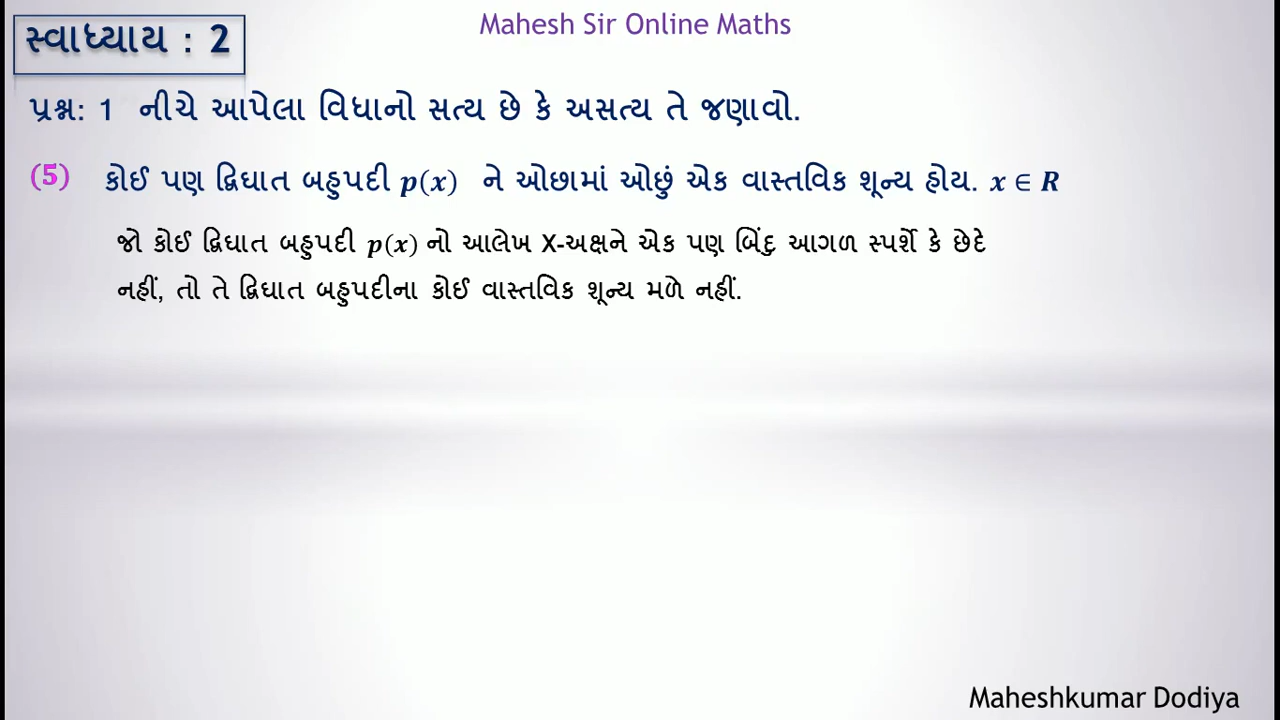 Mahesh Sir Online Maths
સ્વાધ્યાય : 2
પ્રશ્ન: 1 નીચે આપેલા વિધાનો સત્ય છે કે અસત્ય તે જણાવો.
(5) કોઈ પણ દ્વિઘાત બહુપદી p(x) ને ઓછામાં ઓછું એક વાસ્તવિક શૂન્ય હોય. x ∈ R
જો કોઈ દ્વિઘાત બહુપદી p(x) નો આલેખ X-અક્ષને એક પણ બિંદુ આગળ સ્પર્શે કે છેદે
નહીં, તો તે દ્વિઘાત બહુપદીના કોઈ વાસ્તવિક શૂન્ય મળે નહીં.
Maheshkumar Dodiya